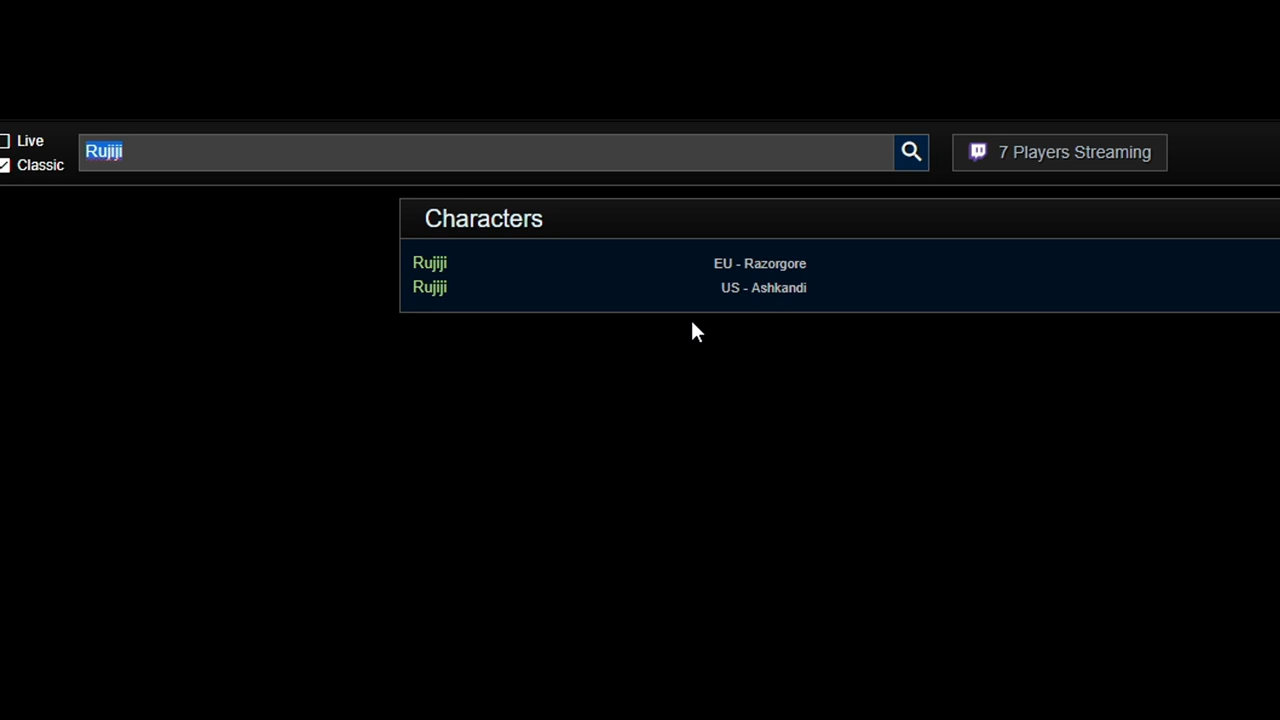 Live
Classic
Rujiji
7 Players Streaming
Characters
Rujiji EU - Razorgore
Rujiji US - Ashkandi